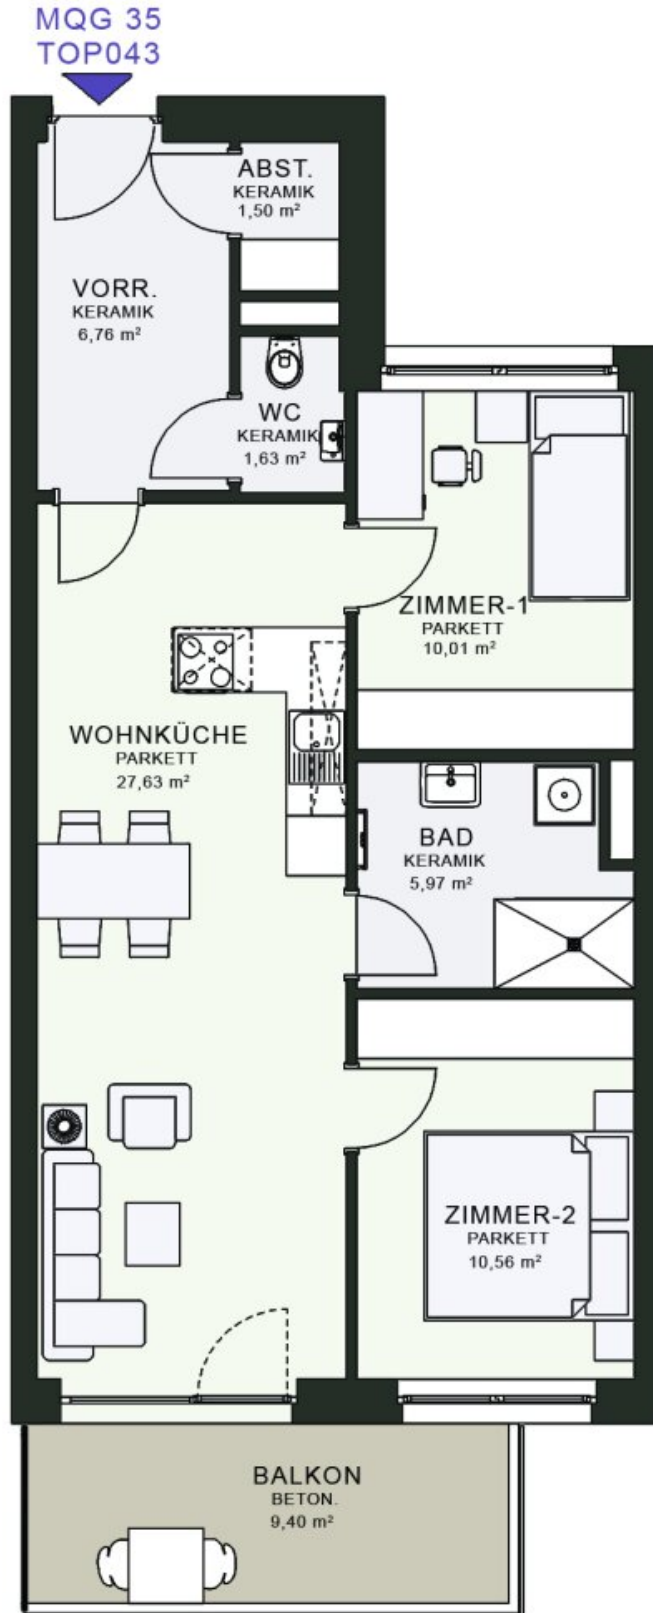 MQG 35
TOP043
ABST.
KERAMIK
1,50 m²
VORR.
KERAMIK
6,76 m²
WC
KERAMIK
1,63 m²
ZIMMER-1
PARKETT
10,01 m²
WOHNKÜCHE
PARKETT
27,63 m²
BAD
KERAMIK
5,97 m²
ZIMMER-2
PARKETT
10,56 m²
BALKON
BETON.
9,40 m²